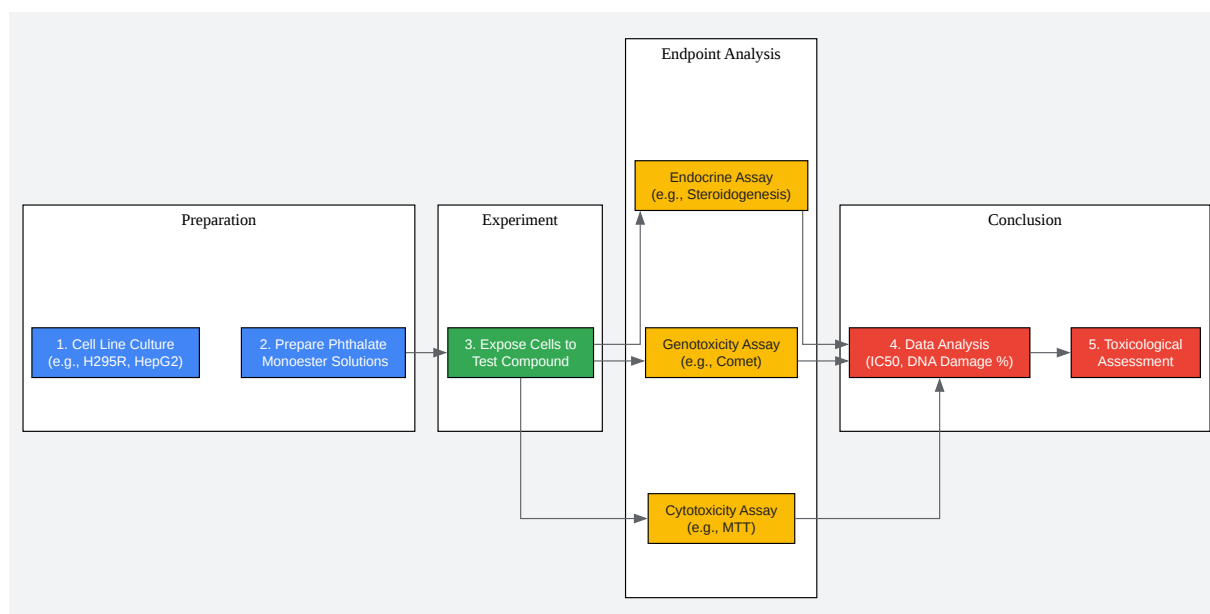 Preparation
1. Cell Line Culture
(e.g., H295R, HepG2)
2. Prepare Phthalate
Monoester Solutions
Experiment
3. Expose Cells to
Test Compound
Endpoint Analysis
Endocrine Assay
(e.g., Steroidogenesis)
Genotoxicity Assay
(e.g., Comet)
Cytotoxicity Assay
(e.g., MTT)
Conclusion
4. Data Analysis
(IC50, DNA Damage %)
5. Toxicological
Assessment